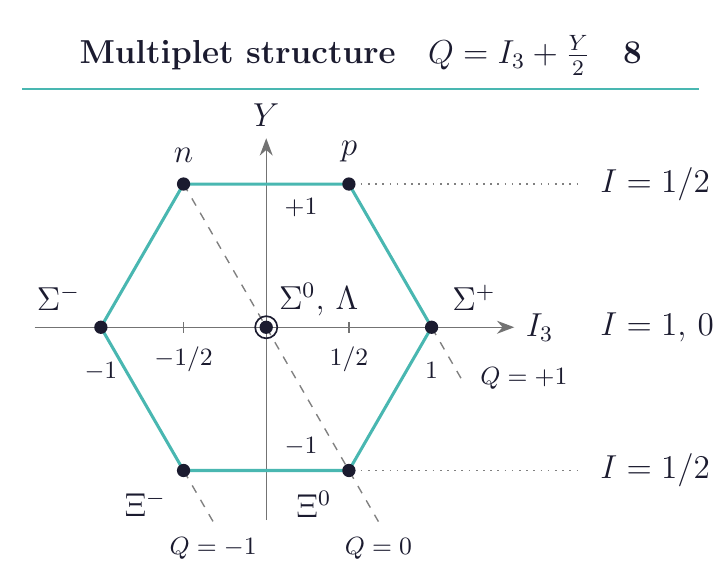 Multiplet structure Q = I₃ + Y/2 8
Y
n p
I = 1/2
+1
Σ⁻ Σ⁰, Λ Σ⁺
I₃ I = 1, 0
−1 −1/2 1/2 1
Q = +1
−1
I = 1/2
Ξ⁻ Ξ⁰
Q = −1 Q = 0